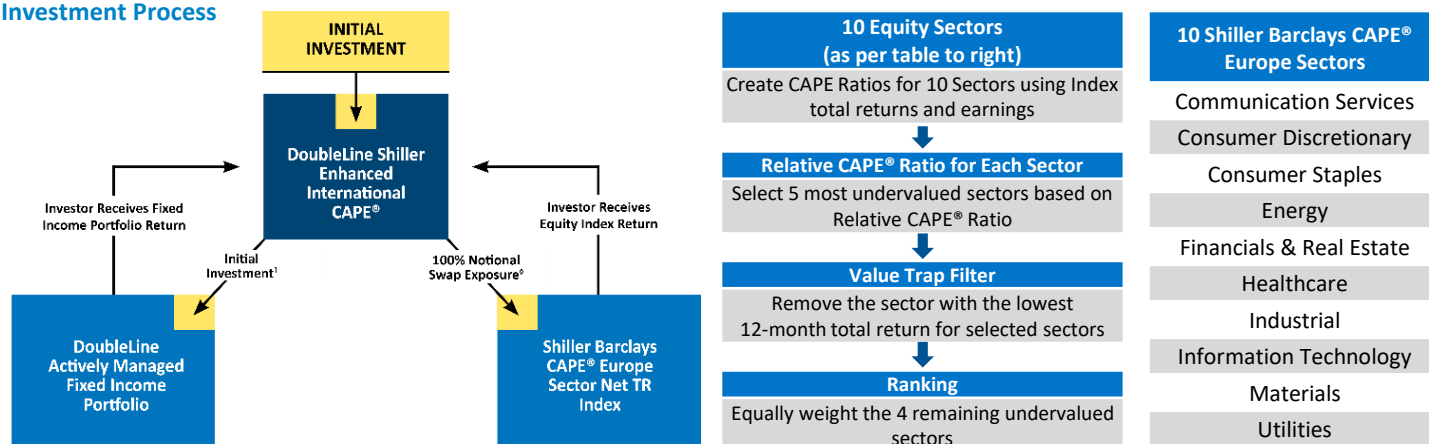 Investment Process
INITIAL
INVESTMENT
DoubleLine Shiller
Enhanced
International
CAPE®
Investor Receives Fixed
Income Portfolio Return
Investor Receives
Equity Index Return
Initial
Investment¹
100% Notional
Swap Exposure⁰
DoubleLine
Actively Managed
Fixed Income
Portfolio
Shiller Barclays
CAPE® Europe
Sector Net TR
Index
10 Equity Sectors
(as per table to right)
Create CAPE Ratios for 10 Sectors using Index
total returns and earnings
Relative CAPE® Ratio for Each Sector
Select 5 most undervalued sectors based on
Relative CAPE® Ratio
Value Trap Filter
Remove the sector with the lowest
12-month total return for selected sectors
Ranking
Equally weight the 4 remaining undervalued
sectors
10 Shiller Barclays CAPE®
Europe Sectors
Communication Services
Consumer Discretionary
Consumer Staples
Energy
Financials & Real Estate
Healthcare
Industrial
Information Technology
Materials
Utilities